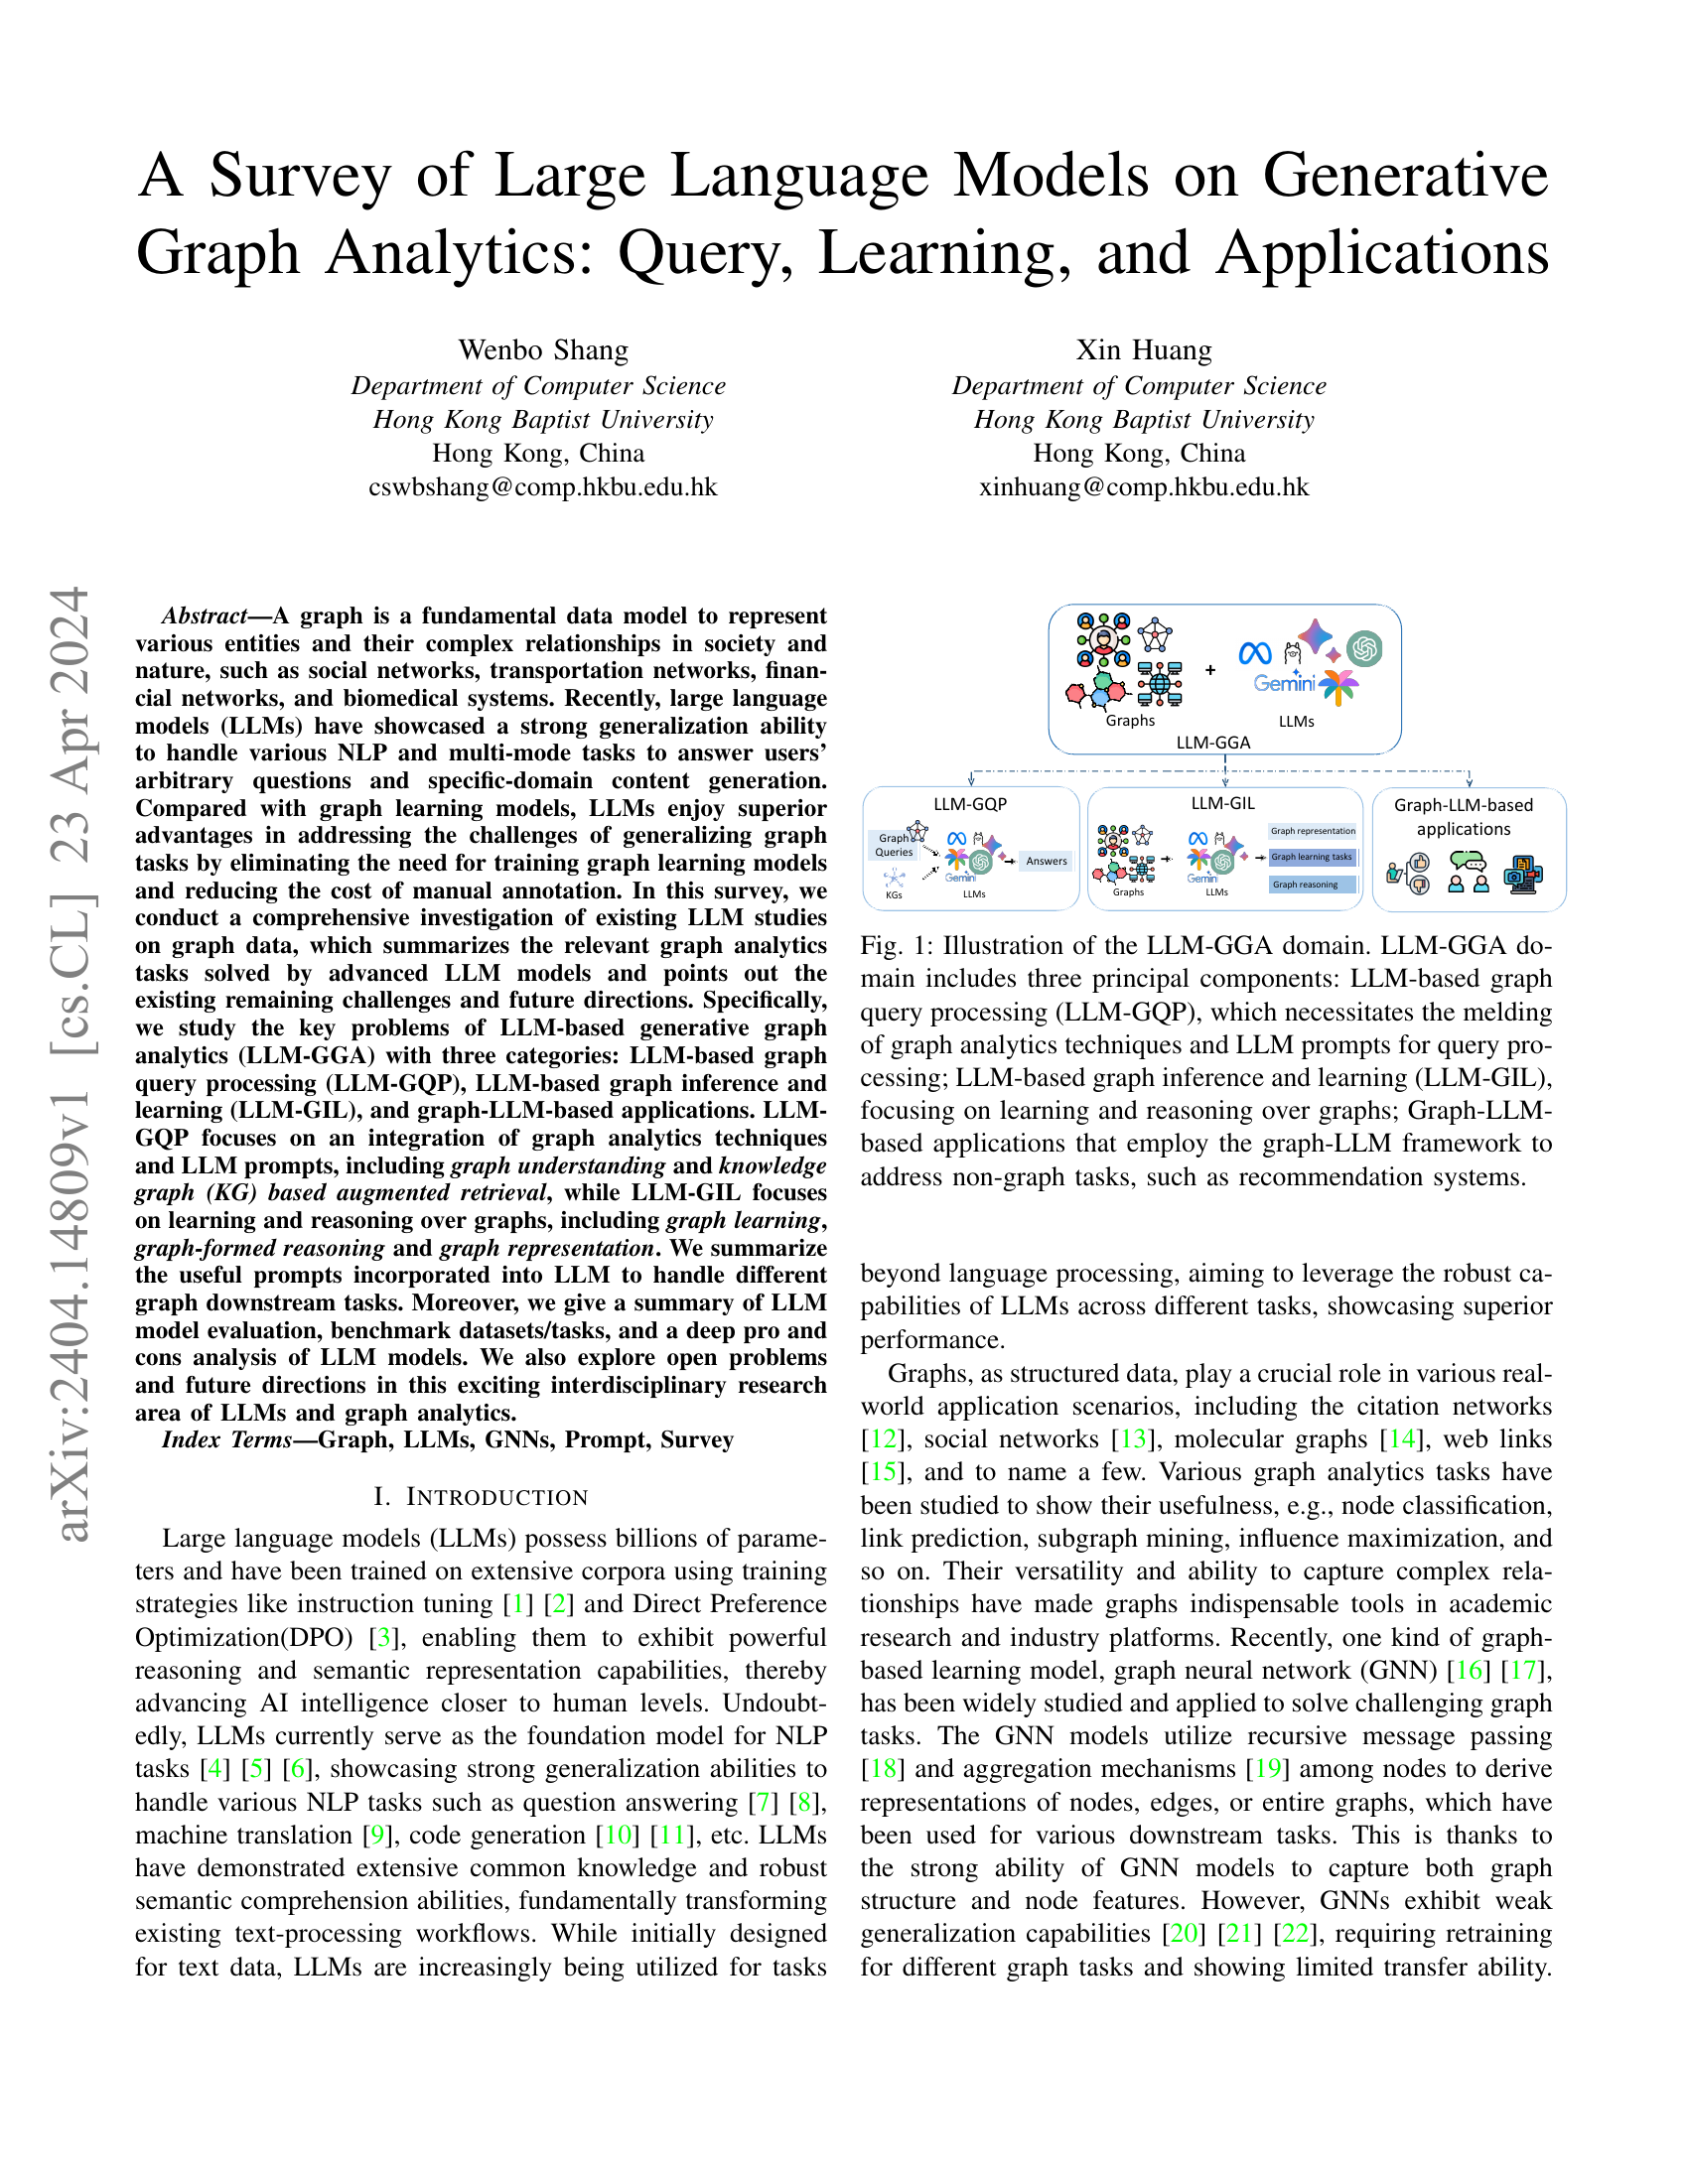 A Survey of Large Language Models on Generative
Graph Analytics: Query, Learning, and Applications
Wenbo Shang
Department of Computer Science
Hong Kong Baptist University
Hong Kong, China
cswbshang@comp.hkbu.edu.hk
Xin Huang
Department of Computer Science
Hong Kong Baptist University
Hong Kong, China
xinhuang@comp.hkbu.edu.hk
arXiv:2404.14809v1 [cs.CL] 23 Apr 2024
Abstract—A graph is a fundamental data model to represent
various entities and their complex relationships in society and
nature, such as social networks, transportation networks, finan-
cial networks, and biomedical systems. Recently, large language
models (LLMs) have showcased a strong generalization ability
to handle various NLP and multi-mode tasks to answer users'
arbitrary questions and specific-domain content generation.
Compared with graph learning models, LLMs enjoy superior
advantages in addressing the challenges of generalizing graph
tasks by eliminating the need for training graph learning models
and reducing the cost of manual annotation. In this survey, we
conduct a comprehensive investigation of existing LLM studies
on graph data, which summarizes the relevant graph analytics
tasks solved by advanced LLM models and points out the
existing remaining challenges and future directions. Specifically,
we study the key problems of LLM-based generative graph
analytics (LLM-GGA) with three categories: LLM-based graph
query processing (LLM-GQP), LLM-based graph inference and
learning (LLM-GIL), and graph-LLM-based applications. LLM-
GQP focuses on an integration of graph analytics techniques
and LLM prompts, including graph understanding and knowledge
graph (KG) based augmented retrieval, while LLM-GIL focuses
on learning and reasoning over graphs, including graph learning,
graph-formed reasoning and graph representation. We summarize
the useful prompts incorporated into LLM to handle different
graph downstream tasks. Moreover, we give a summary of LLM
model evaluation, benchmark datasets/tasks, and a deep pro and
cons analysis of LLM models. We also explore open problems
and future directions in this exciting interdisciplinary research
area of LLMs and graph analytics.
Index Terms—Graph, LLMs, GNNs, Prompt, Survey
I. INTRODUCTION
Large language models (LLMs) possess billions of parame-
ters and have been trained on extensive corpora using training
strategies like instruction tuning [1] [2] and Direct Preference
Optimization(DPO) [3], enabling them to exhibit powerful
reasoning and semantic representation capabilities, thereby
advancing AI intelligence closer to human levels. Undoubt-
edly, LLMs currently serve as the foundation model for NLP
tasks [4] [5] [6], showcasing strong generalization abilities to
handle various NLP tasks such as question answering [7] [8],
machine translation [9], code generation [10] [11], etc. LLMs
have demonstrated extensive common knowledge and robust
semantic comprehension abilities, fundamentally transforming
existing text-processing workflows. While initially designed
for text data, LLMs are increasingly being utilized for tasks
Graphs
+
Gemini
LLMs
LLM-GGA
LLM-GQP
Graph
Queries
KGs
Gemini
LLMs
Answers
LLM-GIL
Graphs
Gemini
LLMs
Graph representation
Graph learning tasks
Graph reasoning
Graph-LLM-based
applications
Fig. 1: Illustration of the LLM-GGA domain. LLM-GGA do-
main includes three principal components: LLM-based graph
query processing (LLM-GQP), which necessitates the melding
of graph analytics techniques and LLM prompts for query pro-
cessing; LLM-based graph inference and learning (LLM-GIL),
focusing on learning and reasoning over graphs; Graph-LLM-
based applications that employ the graph-LLM framework to
address non-graph tasks, such as recommendation systems.
beyond language processing, aiming to leverage the robust ca-
pabilities of LLMs across different tasks, showcasing superior
performance.
Graphs, as structured data, play a crucial role in various real-
world application scenarios, including the citation networks
[12], social networks [13], molecular graphs [14], web links
[15], and to name a few. Various graph analytics tasks have
been studied to show their usefulness, e.g., node classification,
link prediction, subgraph mining, influence maximization, and
so on. Their versatility and ability to capture complex rela-
tionships have made graphs indispensable tools in academic
research and industry platforms. Recently, one kind of graph-
based learning model, graph neural network (GNN) [16] [17],
has been widely studied and applied to solve challenging graph
tasks. The GNN models utilize recursive message passing
[18] and aggregation mechanisms [19] among nodes to derive
representations of nodes, edges, or entire graphs, which have
been used for various downstream tasks. This is thanks to
the strong ability of GNN models to capture both graph
structure and node features. However, GNNs exhibit weak
generalization capabilities [20] [21] [22], requiring retraining
for different graph tasks and showing limited transfer ability.